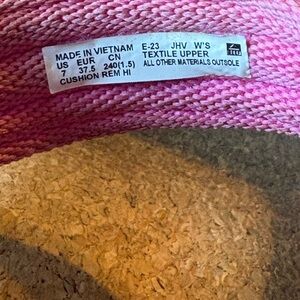 MADE IN VIETNAM E-23 JHV W'S
US EUR CN TEXTILE UPPER
7 37.5 240(1.5) ALL OTHER MATERIALS OUTSOLE
CUSHION REM HI